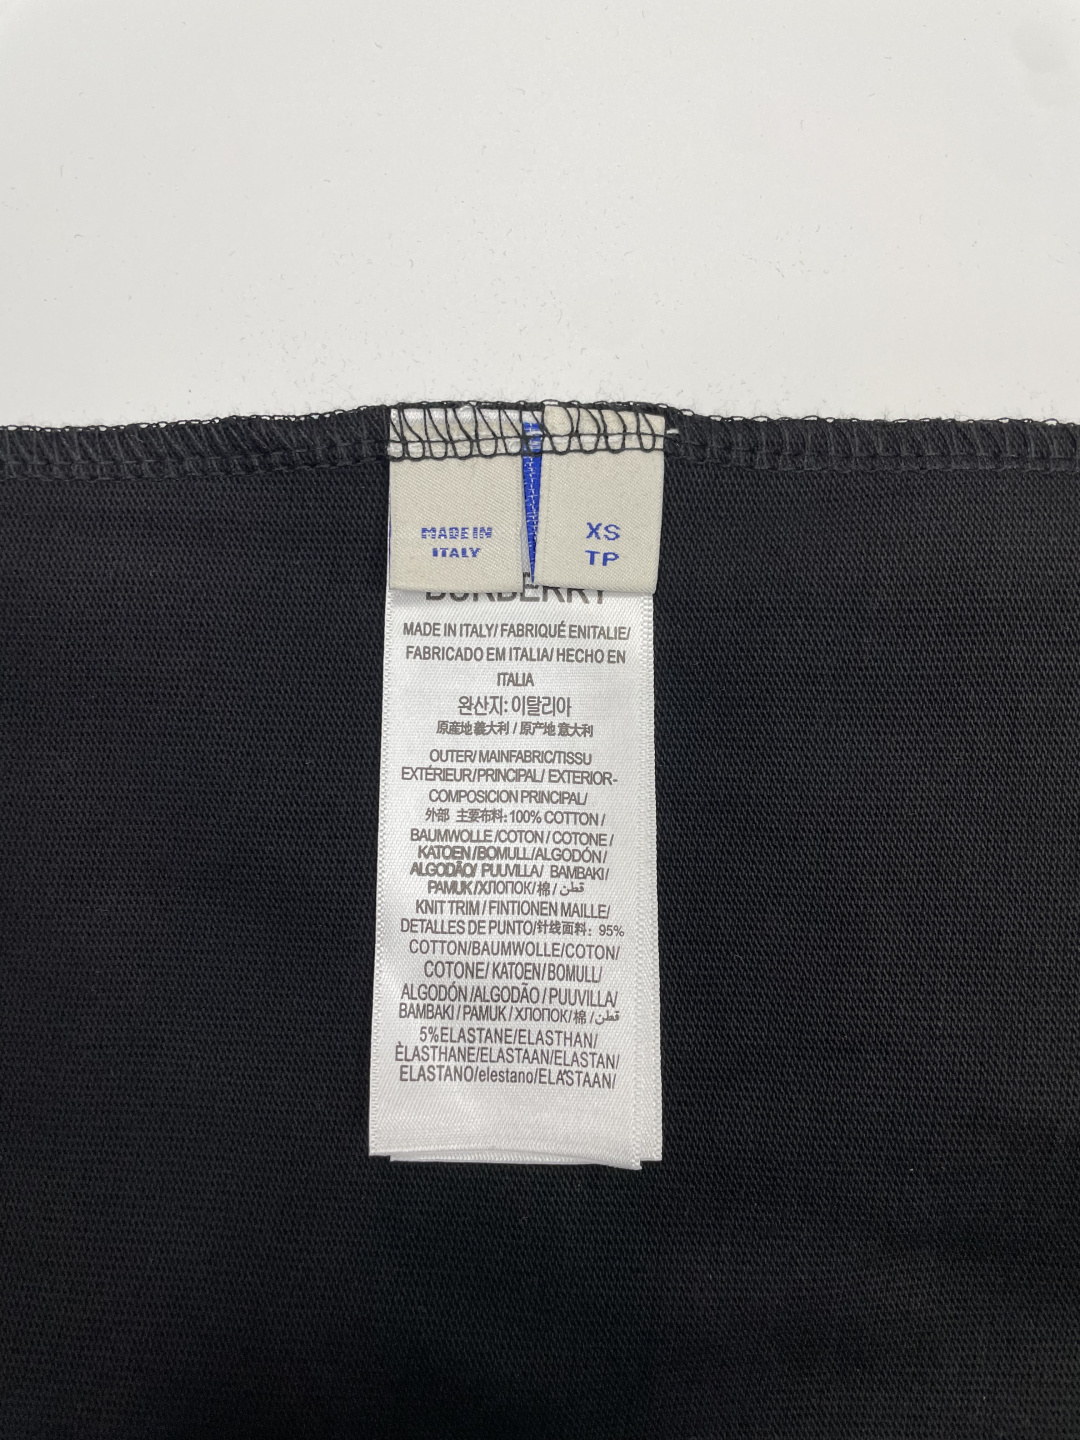 MADE IN
ITALY
XS
TP
BURBERRY
MADE IN ITALY/ FABRIQUÉ ENITALIE/
FABRICADO EM ITALIA/ HECHO EN
ITALIA
완산지: 이탈리아
原産地義大利 / 原产地意大利
OUTER/ MAINFABRIC/TISSU
EXTÉRIEUR/PRINCIPAL/ EXTERIOR-
COMPOSICION PRINCIPAL/
外部 主要布料: 100% COTTON /
BAUMWOLLE /COTON / COTONE /
KATOEN /BOMULL/ALGODÓN /
ALGODÃO/ PUUVILLA/ BAMBAKI/
PAMUK /ХЛОПОК/棉 / قطن
KNIT TRIM / FINTIONEN MAILLE/
DETALLES DE PUNTO/针线面料: 95%
COTTON/BAUMWOLLE/COTON/
COTONE/ KATOEN/ BOMULL/
ALGODÓN /ALGODÃO / PUUVILLA/
BAMBAKI / PAMUK / ХЛОПОК/棉 / قطن
5%ELASTANE/ELASTHAN/
ÈLASTHANE/ELASTAAN/ELASTAN/
ELASTANO/elestano/ELASTAAN/